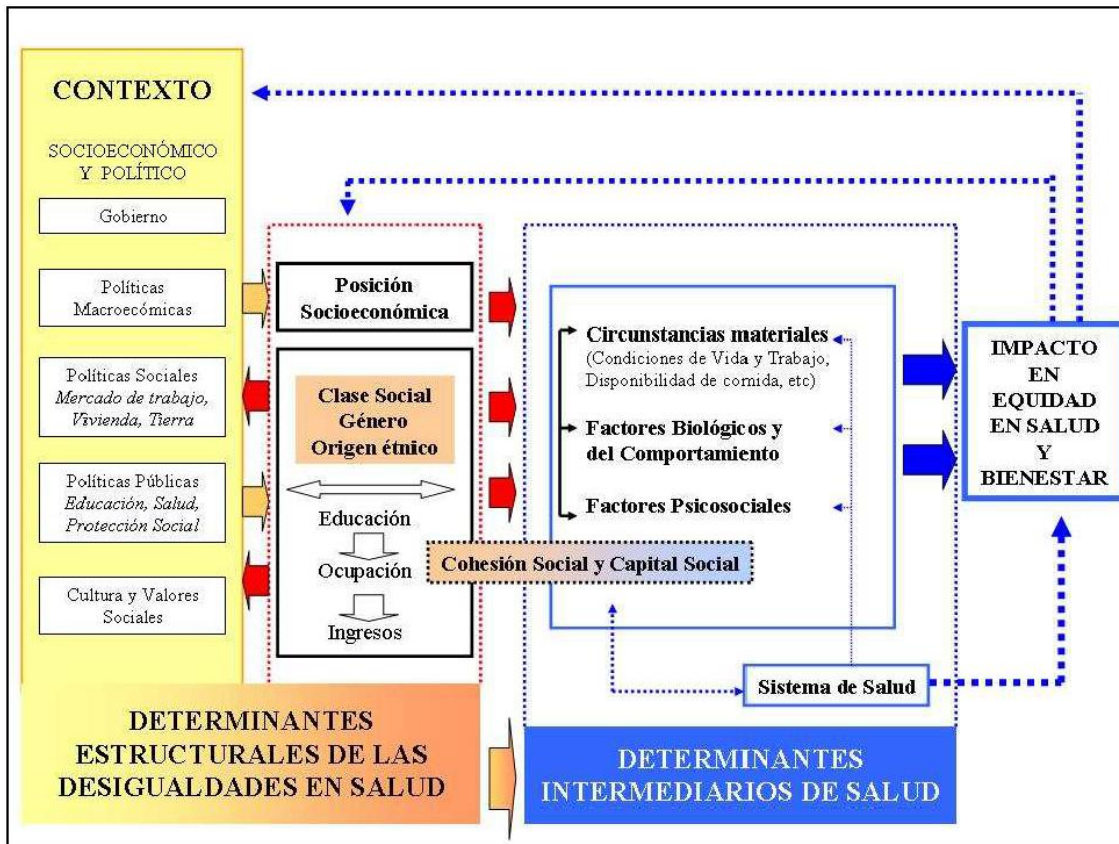 CONTEXTO
SOCIOECONÓMICO
Y POLÍTICO
Gobierno
Políticas
Macroecómicas
Políticas Sociales
Mercado de trabajo,
Vivienda, Tierra
Políticas Públicas
Educación, Salud,
Protección Social
Cultura y Valores
Sociales
Posición
Socioeconómica
Clase Social
Género
Origen étnico
Educación
Ocupación
Ingresos
Cohesión Social y Capital Social
Circunstancias materiales
(Condiciones de Vida y Trabajo,
Disponibilidad de comida, etc)
Factores Biológicos y
del Comportamiento
Factores Psicosociales
Sistema de Salud
IMPACTO
EN
EQUIDAD
EN SALUD
Y
BIENESTAR
DETERMINANTES
ESTRUCTURALES DE LAS
DESIGUALDADES EN SALUD
DETERMINANTES
INTERMEDIARIOS DE SALUD